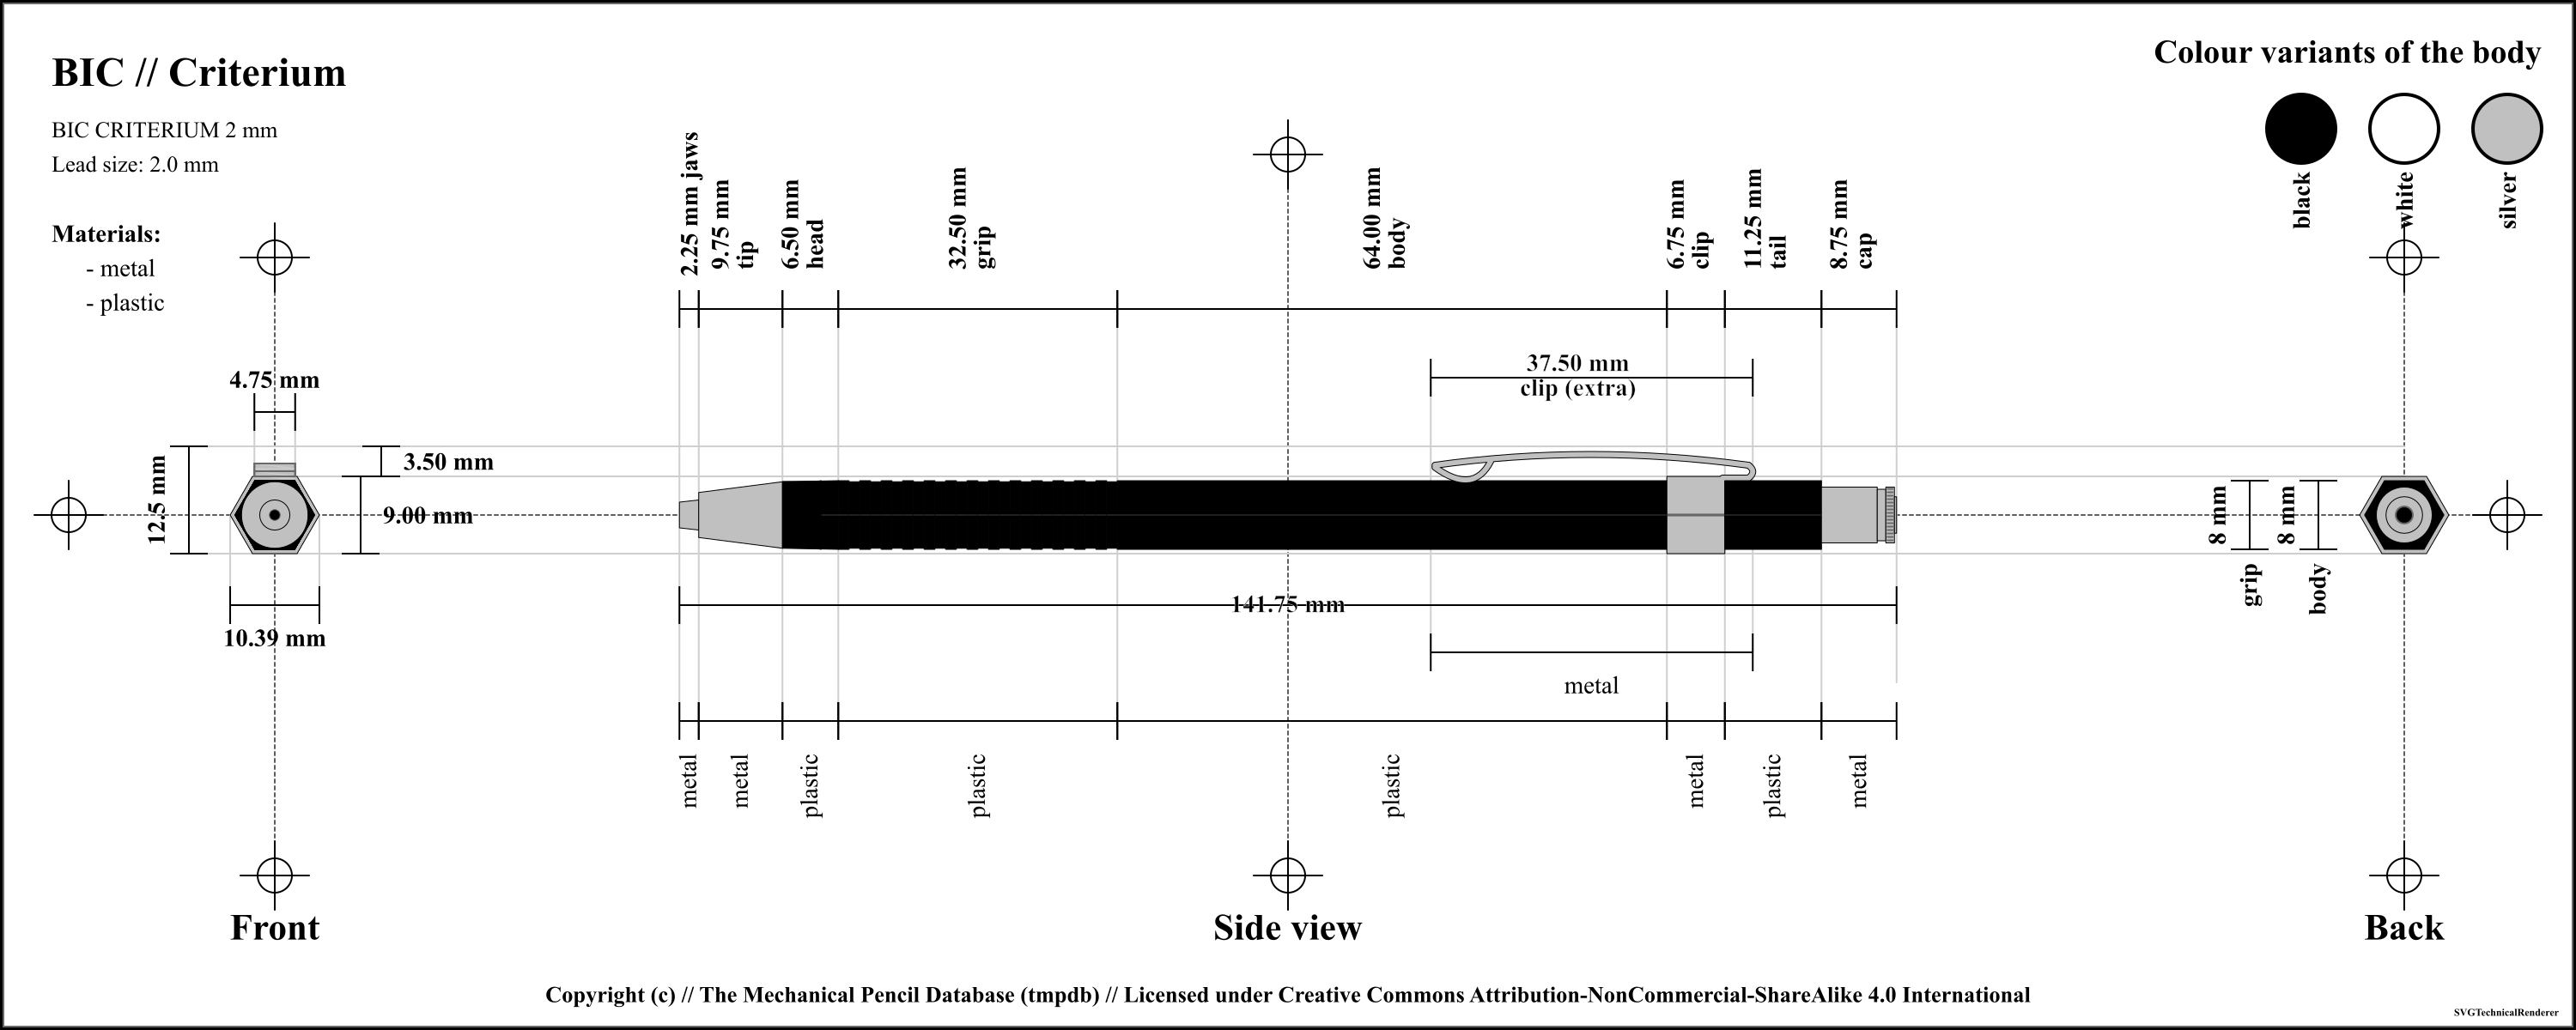 BIC // Criterium
Colour variants of the body
BIC CRITERIUM 2 mm
Lead size: 2.0 mm
black
white
silver
Materials:
- metal
- plastic
2.25 mm jaws
9.75 mm
tip
6.50 mm
head
32.50 mm
grip
64.00 mm
body
6.75 mm
clip
11.25 mm
tail
8.75 mm
cap
37.50 mm
clip (extra)
4.75 mm
3.50 mm
12.5 mm
9.00 mm
10.39 mm
8 mm
8 mm
grip
body
141.75 mm
metal
metal
metal
plastic
plastic
plastic
metal
plastic
metal
Front
Side view
Back
Copyright (c) // The Mechanical Pencil Database (tmpdb) // Licensed under Creative Commons Attribution-NonCommercial-ShareAlike 4.0 International
SVGTechnicalRenderer